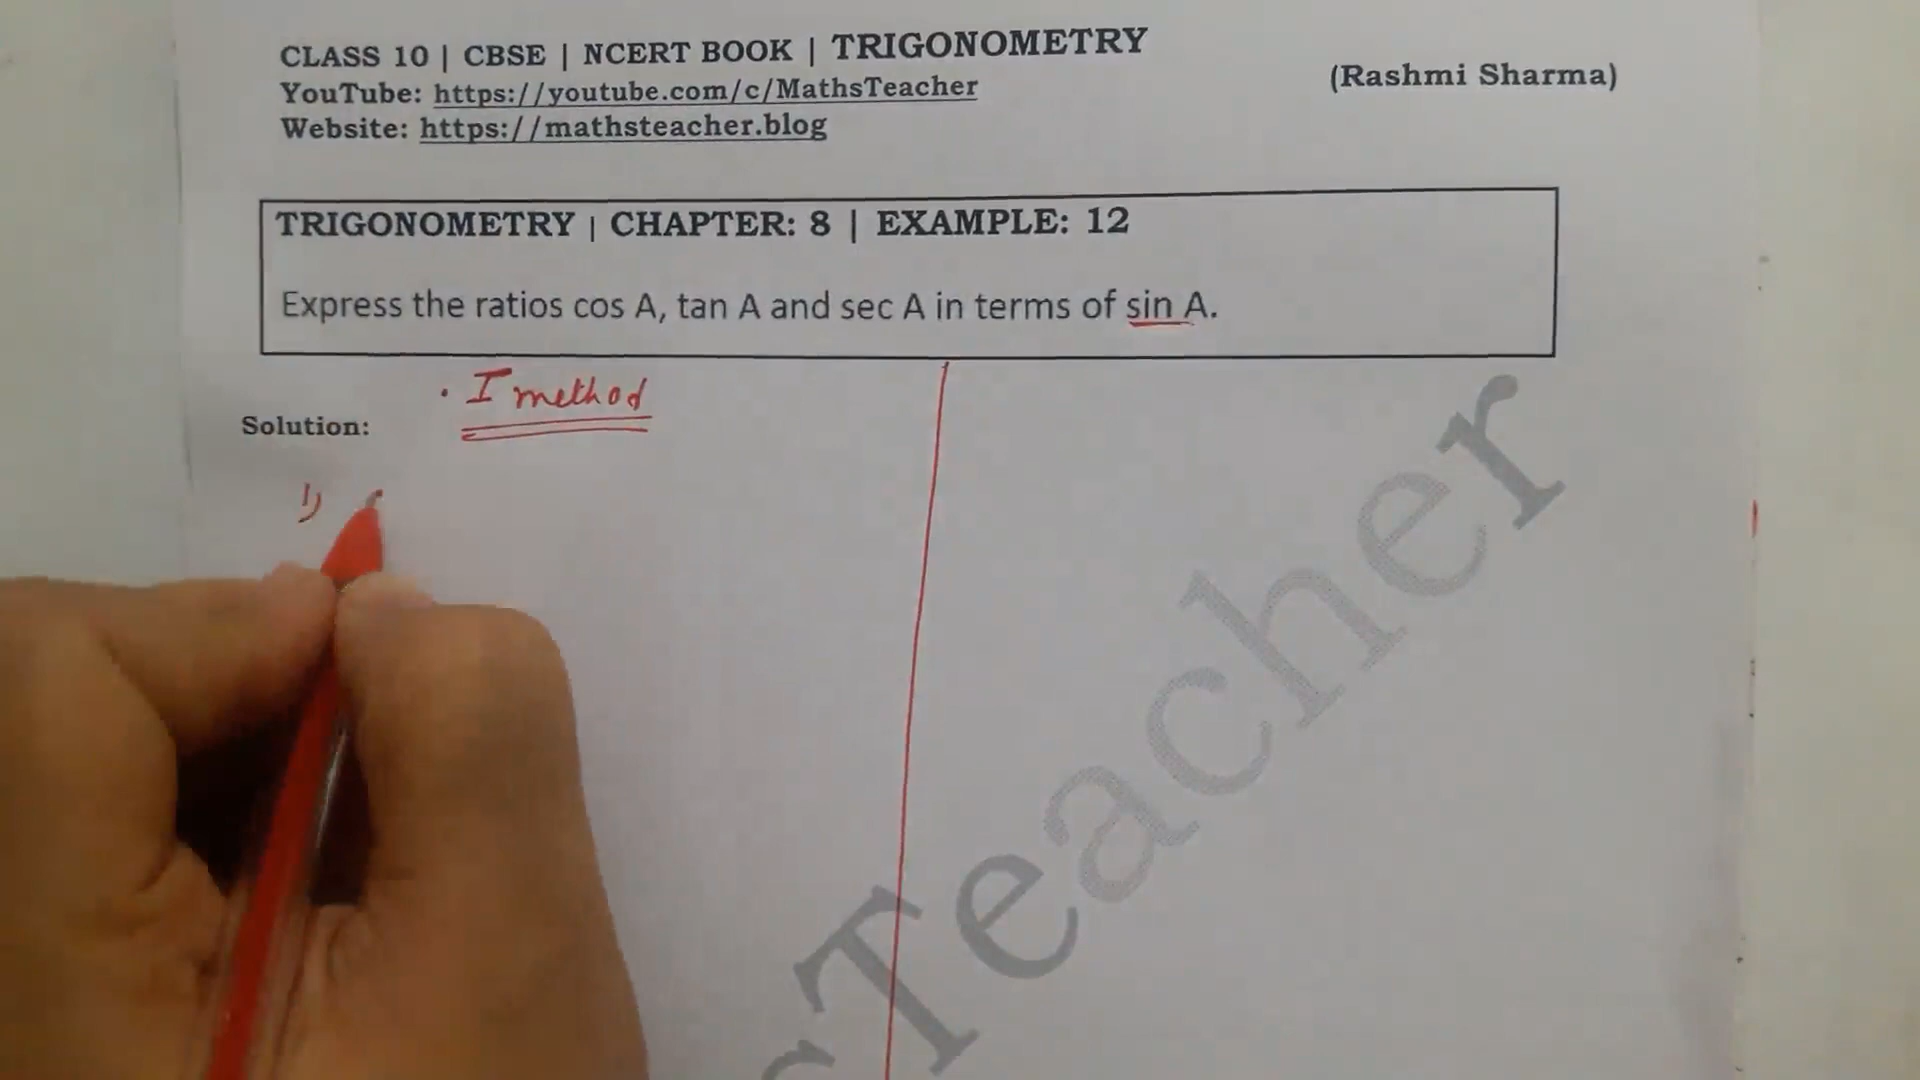 CLASS 10 | CBSE | NCERT BOOK | TRIGONOMETRY
(Rashmi Sharma)
YouTube: https://youtube.com/c/MathsTeacher
Website: https://mathsteacher.blog
TRIGONOMETRY | CHAPTER: 8 | EXAMPLE: 12
Express the ratios cos A, tan A and sec A in terms of sin A.
. I method
Solution:
1)
rTeacher